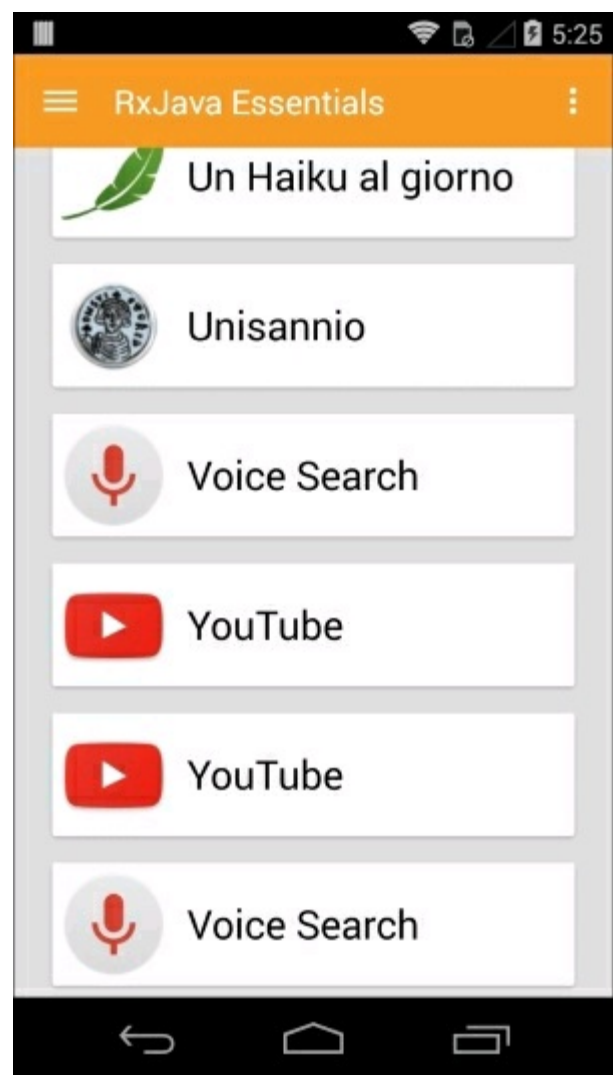 5:25
RxJava Essentials
Un Haiku al giorno
Unisannio
Voice Search
YouTube
YouTube
Voice Search